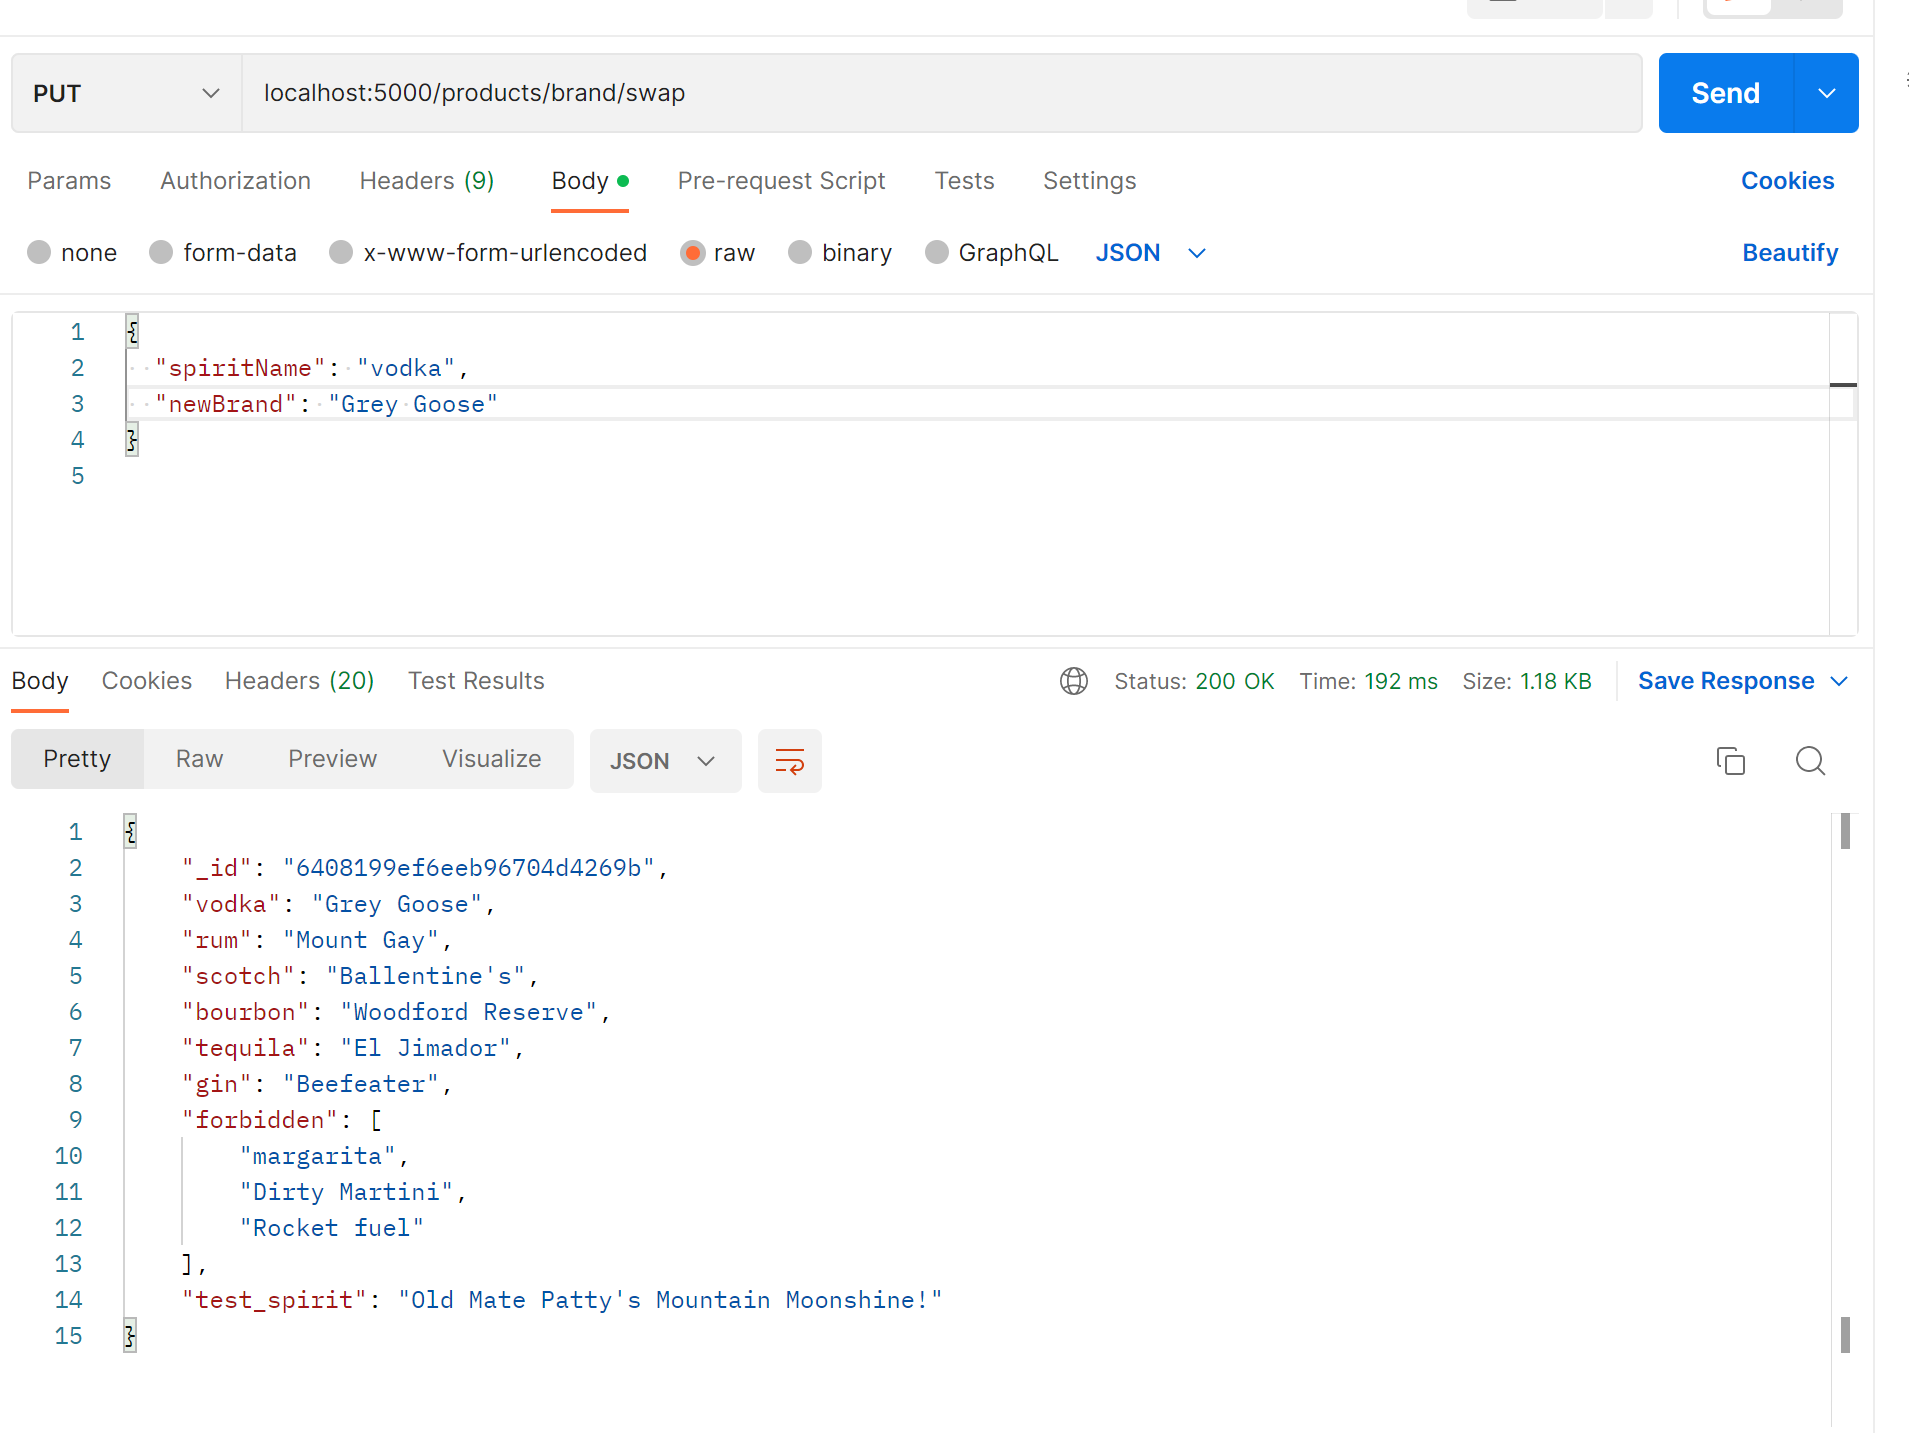 PUT localhost:5000/products/brand/swap Send
Params Authorization Headers (9) Body Pre-request Script Tests Settings Cookies
none form-data x-www-form-urlencoded raw binary GraphQL JSON Beautify
1 {
2 "spiritName": "vodka",
3 "newBrand": "Grey Goose"
4 }
5
Body Cookies Headers (20) Test Results Status: 200 OK Time: 192 ms Size: 1.18 KB Save Response
Pretty Raw Preview Visualize JSON
1 {
2 "_id": "6408199ef6eeb96704d4269b",
3 "vodka": "Grey Goose",
4 "rum": "Mount Gay",
5 "scotch": "Ballentine's",
6 "bourbon": "Woodford Reserve",
7 "tequila": "El Jimador",
8 "gin": "Beefeater",
9 "forbidden": [
10 "margarita",
11 "Dirty Martini",
12 "Rocket fuel"
13 ],
14 "test_spirit": "Old Mate Patty's Mountain Moonshine!"
15 }